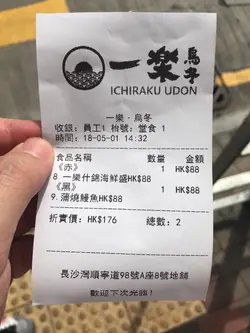 一樂烏冬
ICHIRAKU UDON
一樂‧烏冬
收銀：員工1 枱號：堂食 1
時間：18-05-01 14:32
食品名稱 數量 金額
《赤》 1 HK$88
8.一樂什錦海鮮盛HK$88
《黑》 1 HK$88
9.蒲燒鰻魚HK$88
折實價：HK$176 總數：2
長沙灣順寧道98號A座8號地舖
歡迎下次光臨！